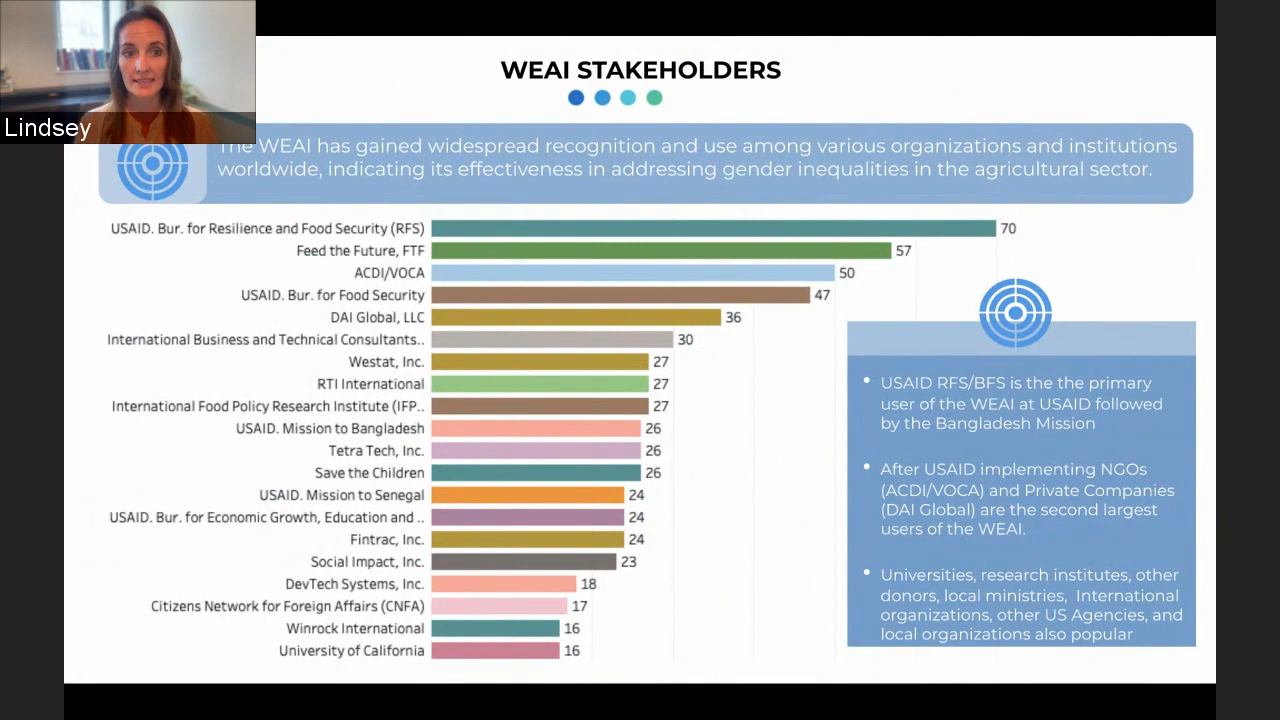 Lindsey
WEAI STAKEHOLDERS
The WEAI has gained widespread recognition and use among various organizations and institutions
worldwide, indicating its effectiveness in addressing gender inequalities in the agricultural sector.
USAID. Bur. for Resilience and Food Security (RFS) 70
Feed the Future, FTF 57
ACDI/VOCA 50
USAID. Bur. for Food Security 47
DAI Global, LLC 36
International Business and Technical Consultants.. 30
Westat, Inc. 27
RTI International 27
International Food Policy Research Institute (IFP.. 27
USAID. Mission to Bangladesh 26
Tetra Tech, Inc. 26
Save the Children 26
USAID. Mission to Senegal 24
USAID. Bur. for Economic Growth, Education and .. 24
Fintrac, Inc. 24
Social Impact, Inc. 23
DevTech Systems, Inc. 18
Citizens Network for Foreign Affairs (CNFA) 17
Winrock International 16
University of California 16
• USAID RFS/BFS is the the primary
user of the WEAI at USAID followed
by the Bangladesh Mission
• After USAID implementing NGOs
(ACDI/VOCA) and Private Companies
(DAI Global) are the second largest
users of the WEAI.
• Universities, research institutes, other
donors, local ministries, International
organizations, other US Agencies, and
local organizations also popular